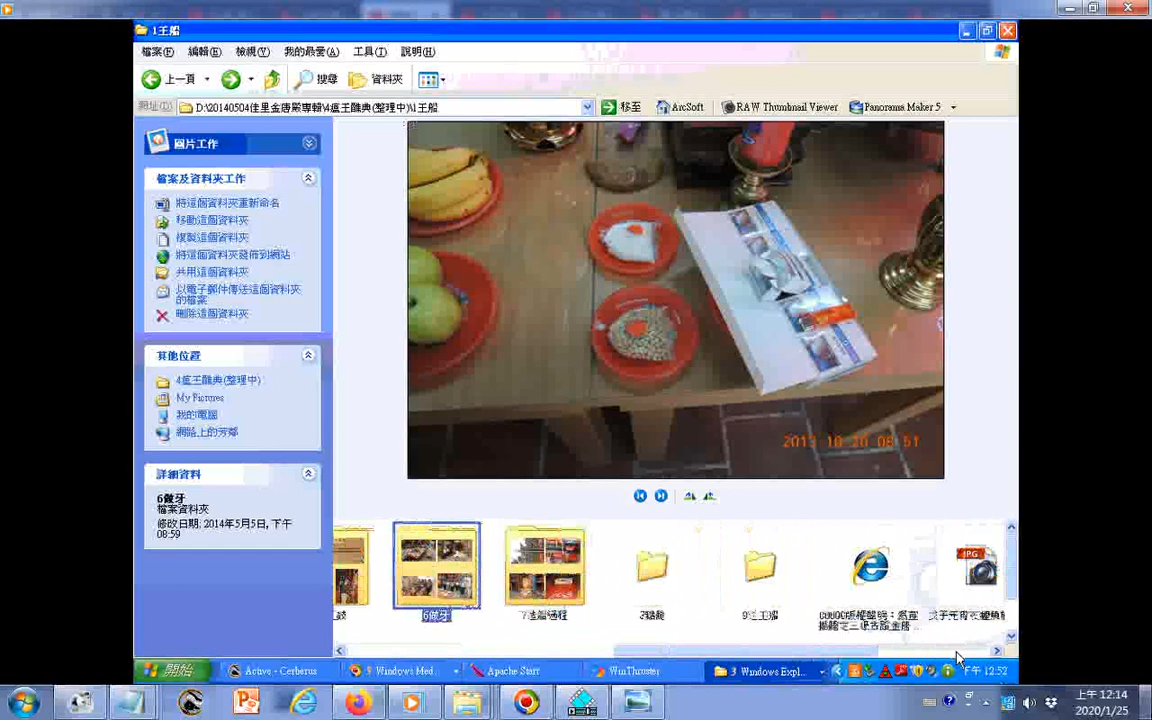 1王船
檔案(F) 編輯(E) 檢視(V) 我的最愛(A) 工具(T) 說明(H)
上一頁 搜尋 資料夾
網址(D) D:\20140504佳里金唐殿專輯\4瘟王醮典(整理中)\1王船 移至 ArcSoft RAW Thumbnail Viewer Panorama Maker 5
圖片工作
檔案及資料夾工作
將這個資料夾重新命名
移動這個資料夾
複製這個資料夾
將這個資料夾發佈到網站
共用這個資料夾
以電子郵件傳送這個資料夾
的檔案
刪除這個資料夾
其他位置
4瘟王醮典(整理中)
My Pictures
我的電腦
網路上的芳鄰
詳細資料
6做牙
檔案資料夾
修改日期: 2014年5月5日, 下午
08:59
2013 10 20 08 51
6做牙 7造船過程
JPG
開始 Active - Cerberus 5 Windows Med... Apache Start WinThruster 3 Windows Expl... 下午 12:52
上午 12:14
2020/1/25